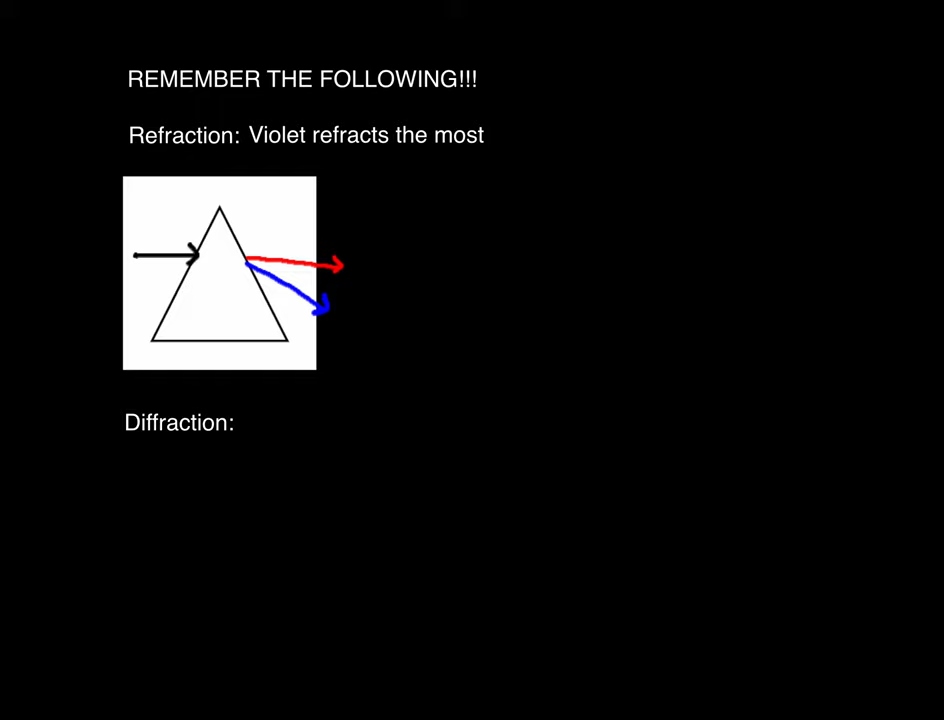 REMEMBER THE FOLLOWING!!!
Refraction: Violet refracts the most
Diffraction: